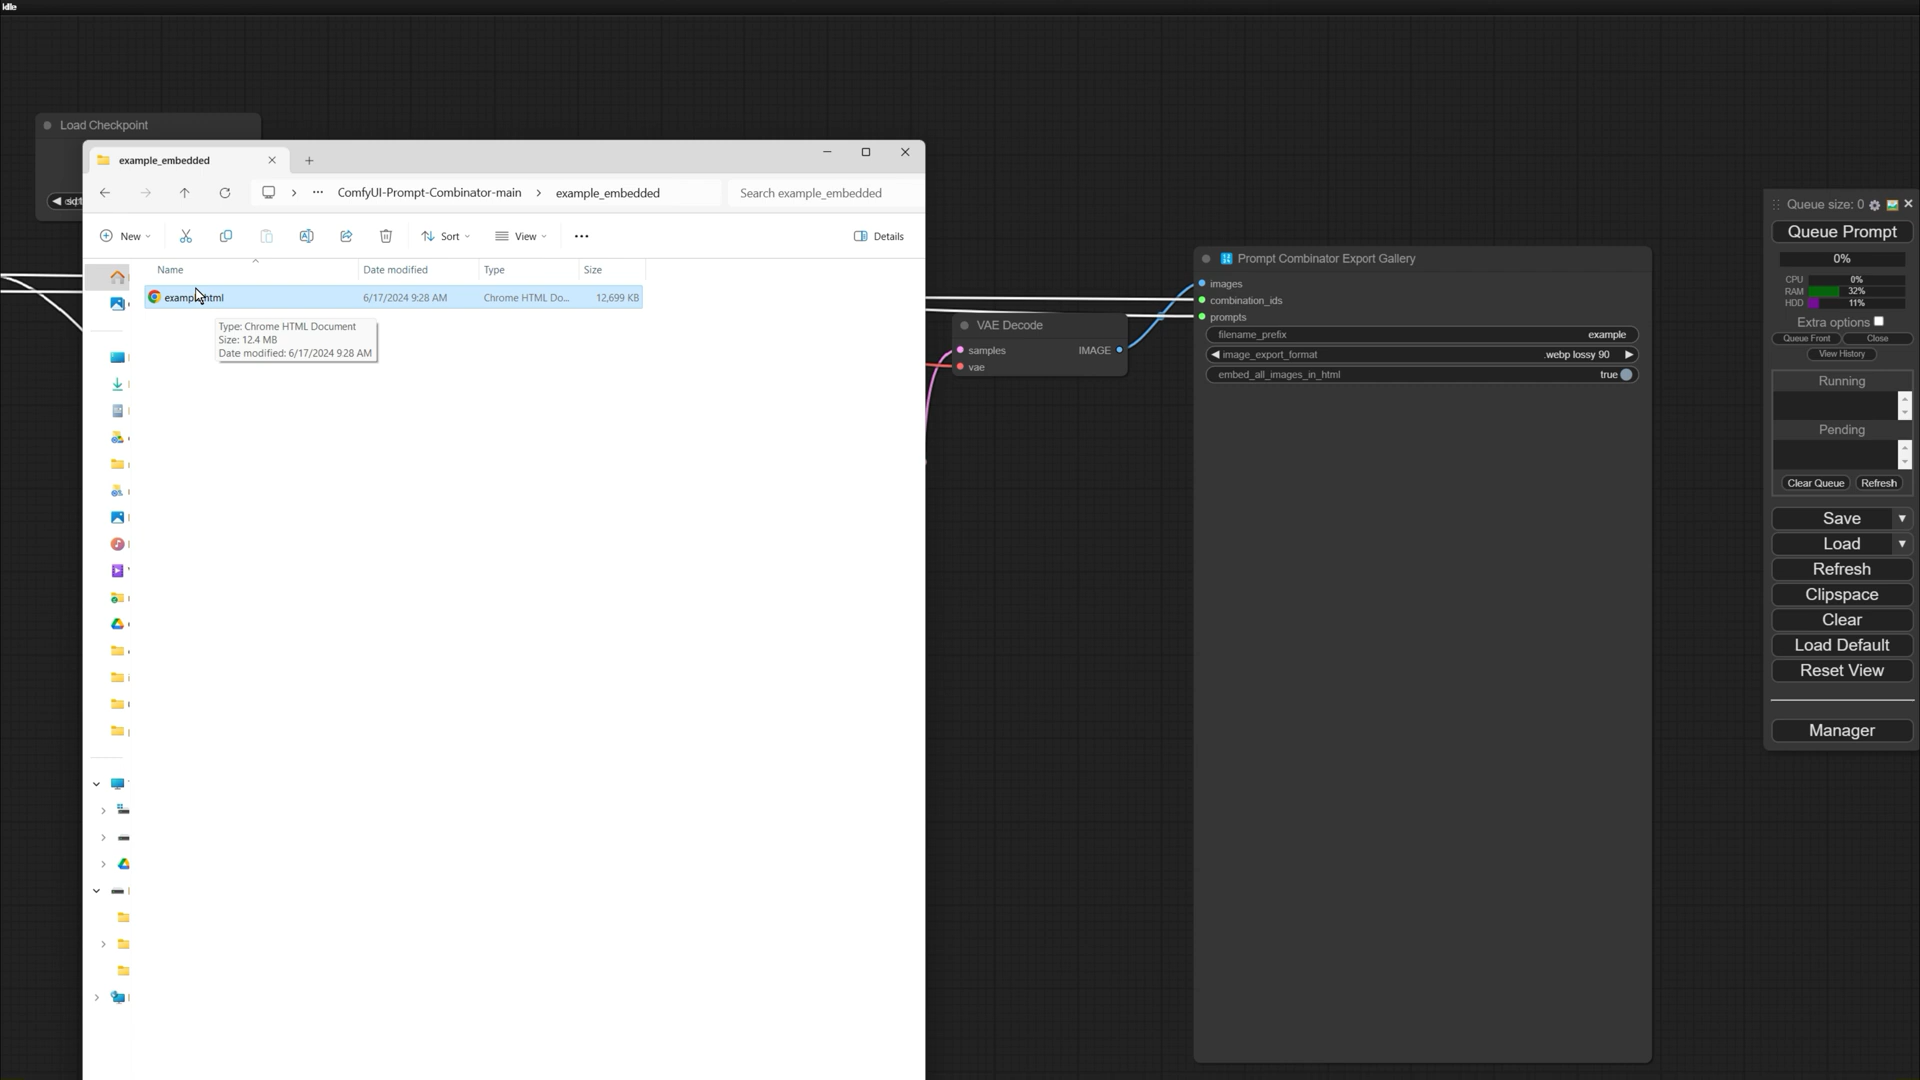 Idle
Load Checkpoint
example_embedded
ComfyUI-Prompt-Combinator-main > example_embedded
Search example_embedded
New
Sort
View
Details
Name Date modified Type Size
6/17/2024 9:28 AM Chrome HTML Do... 12,699 KB
Type: Chrome HTML Document
Size: 12.4 MB
Date modified: 6/17/2024 9:28 AM
VAE Decode
samples IMAGE
vae
Prompt Combinator Export Gallery
images
combination_ids
prompts
filename_prefix example
image_export_format .webp lossy 90
embed_all_images_in_html true
Queue size: 0
Queue Prompt
0%
CPU 0%
RAM 32%
HDD 11%
Extra options
Queue Front Close
View History
Running
Pending
Clear Queue Refresh
Save
Load
Refresh
Clipspace
Clear
Load Default
Reset View
Manager